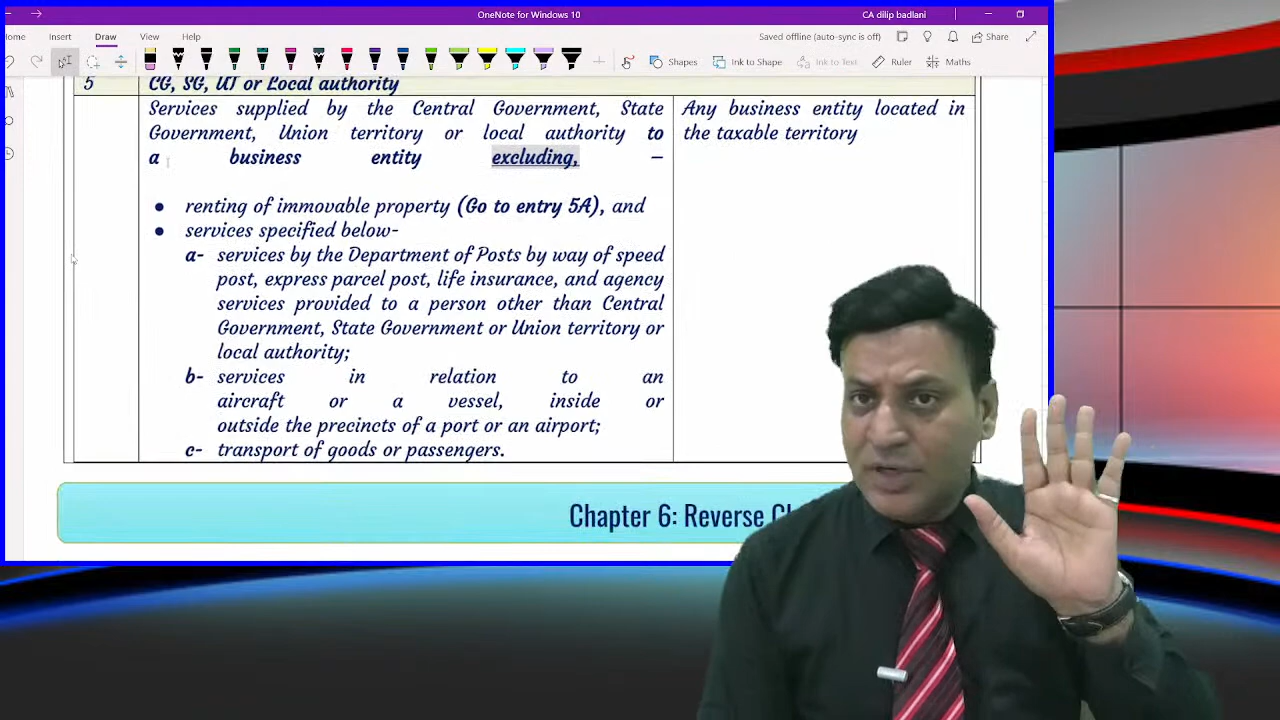 OneNote for Windows 10
CA dilip badlani
Insert
Draw
View
Help
Saved offline (auto-sync is off)
Share
Shapes
Ink to Shape
Ink to Text
Ruler
Maths
5
CG, SG, UT or Local authority
Services supplied by the Central Government, State
Government, Union territory or local authority to
a business entity excluding, –
Any business entity located in
the taxable territory
● renting of immovable property (Go to entry 5A), and
● services specified below-
a- services by the Department of Posts by way of speed
post, express parcel post, life insurance, and agency
services provided to a person other than Central
Government, State Government or Union territory or
local authority;
b- services in relation to an
aircraft or a vessel, inside or
outside the precincts of a port or an airport;
c- transport of goods or passengers.
Chapter 6: Reverse